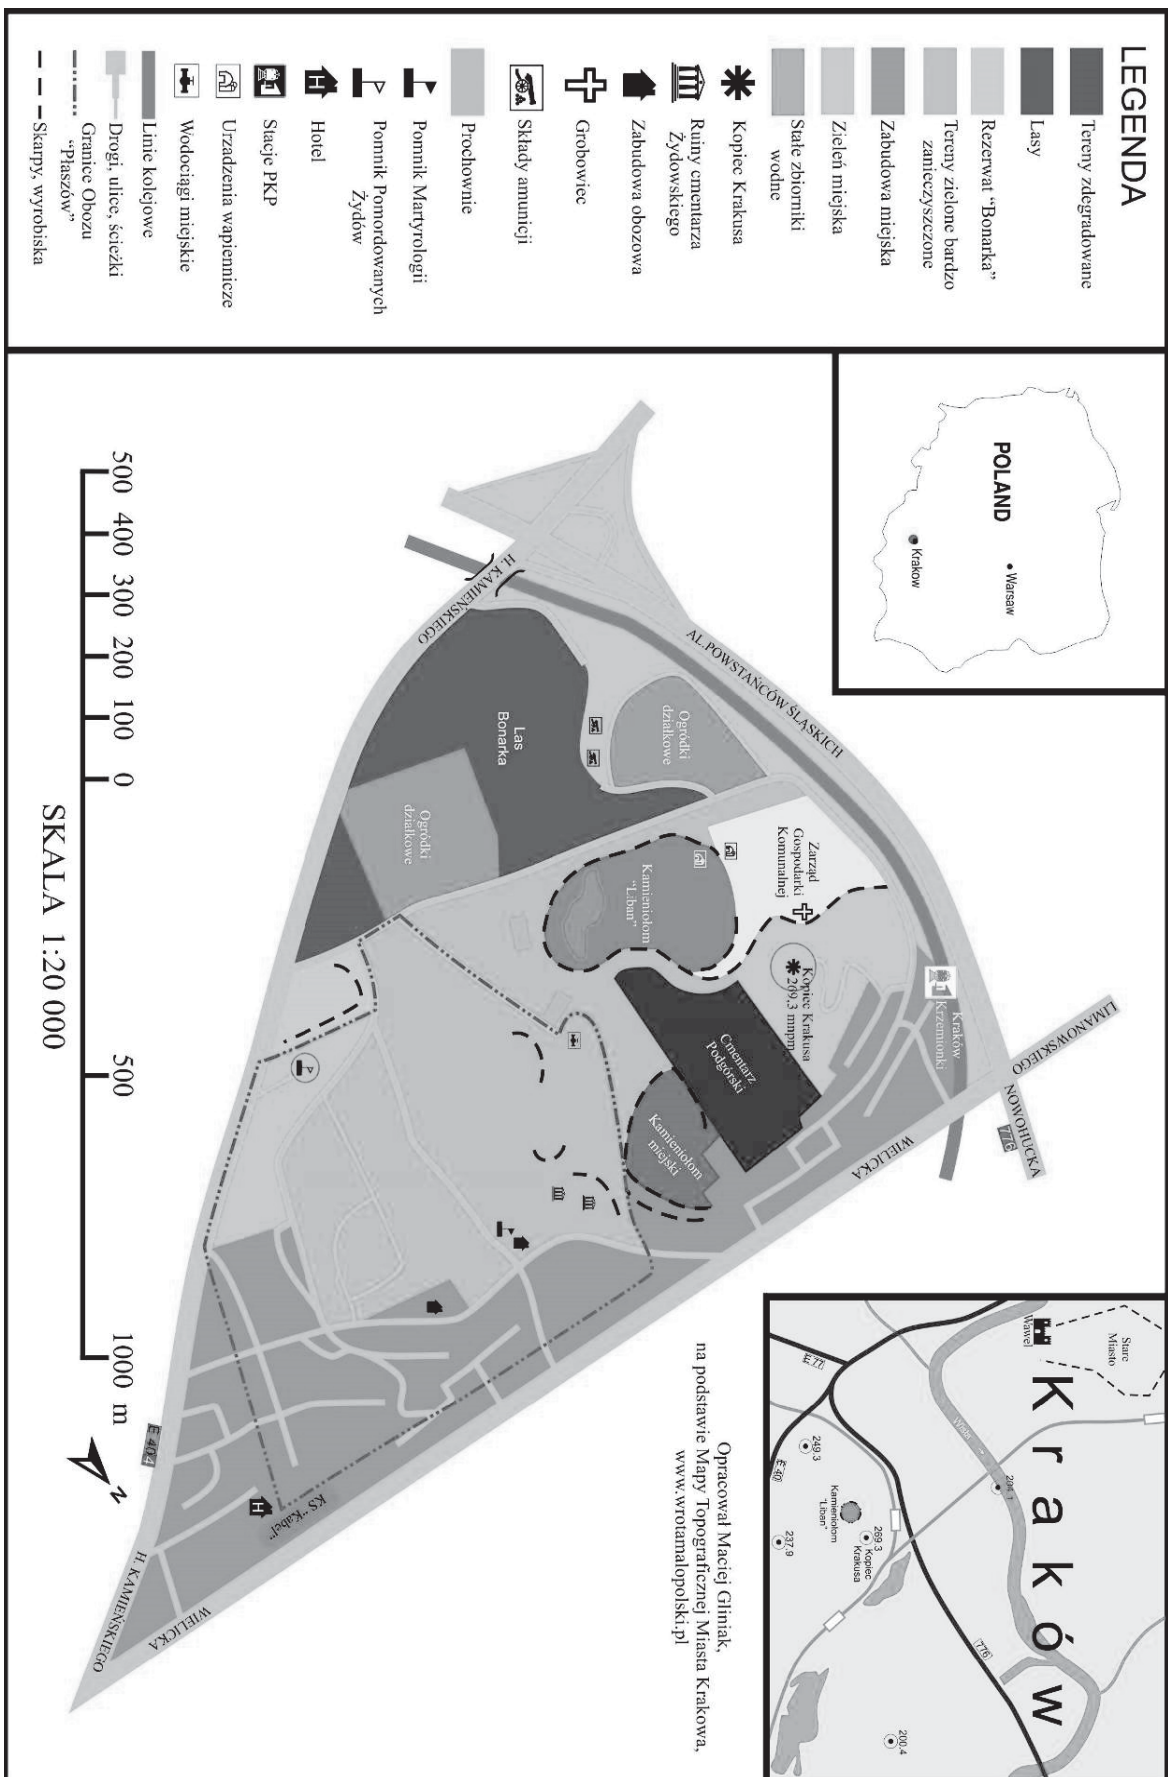 LEGENDA
Tereny zdegradowane
Lasy
Rezerwat "Bonarka"
Tereny zielone bardzo
zanieczyszczone
Zabudowa miejska
Zieleń miejska
Stałe zbiorniki
wodne
Kopiec Krakusa
Ruiny cmentarza
Żydowskiego
Zabudowa obozowa
Grobowiec
Składy amunicji
Prochownie
Pomnik Martyrologii
Pomnik Pomordowanych
Żydów
H
Hotel
Stacje PKP
Urzadzenia wapiennicze
Wodociągi miejskie
Linie kolejowe
Drogi, ulice, ścieżki
Granice Obozu
"Płaszów"
Skarpy, wyrobiska
POLAND
Warsaw
Krakow
Stare
Miasto
Wawel
Kraków
Wisła
E 77
E 40
776
204.1
249.3
269.3
Kopiec
Krakusa
Kamieniołom
"Liban"
237.9
200.4
LIMANOWSKIEGO
NOWOHUCKA
776
AL.POWSTAŃCÓW ŚLĄSKICH
Kraków
Krzemionki
WIELICKA
Zarząd
Gospodarki
Komunalnej
Kopiec Krakusa
269,3 mnpm
Ogródki
działkowe
Cmentarz
Podgórski
Kamieniołom
"Liban"
Kamieniołom
miejski
H. KAMIEŃSKIEGO
Las
Bonarka
Ogródki
działkowe
KS "Kabel"
H
WIELICKA
E 40/4
H. KAMIEŃSKIEGO
Opracował Maciej Gliniak,
na podstawie Mapy Topograficznej Miasta Krakowa,
www.wrotamalopolski.pl
N
500 400 300 200 100 0 500 1000 m
SKALA 1:20 000